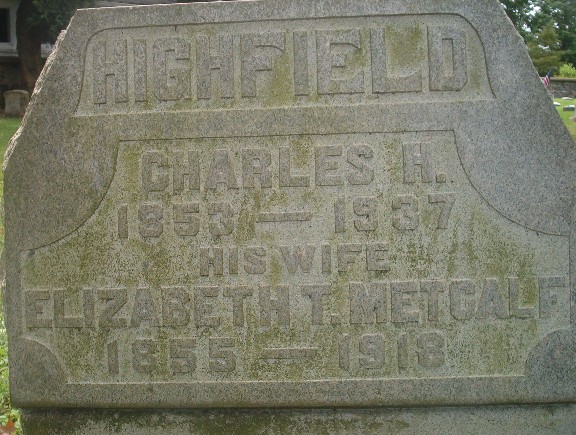 HIGHFIELD
CHARLES H.
1853 — 1937
HIS WIFE
ELIZABETH T. METCALF
1855 — 1918